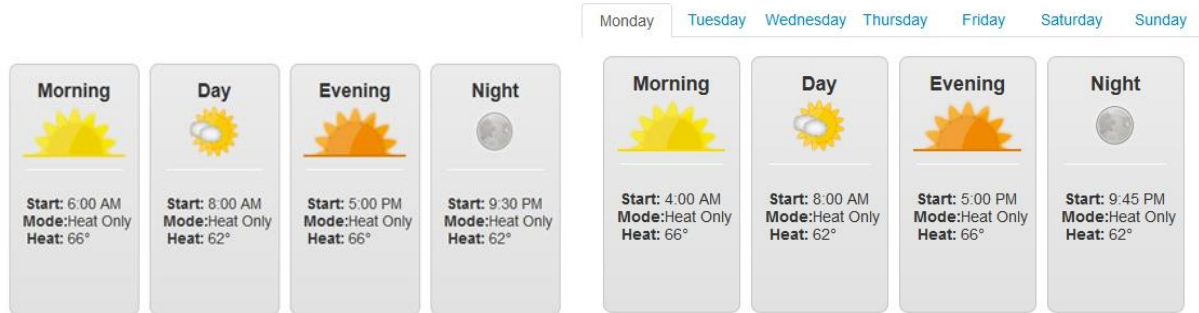 Monday Tuesday Wednesday Thursday Friday Saturday Sunday
Morning
Start: 6:00 AM
Mode:Heat Only
Heat: 66°
Day
Start: 8:00 AM
Mode:Heat Only
Heat: 62°
Evening
Start: 5:00 PM
Mode:Heat Only
Heat: 66°
Night
Start: 9:30 PM
Mode:Heat Only
Heat: 62°
Morning
Start: 4:00 AM
Mode:Heat Only
Heat: 66°
Day
Start: 8:00 AM
Mode:Heat Only
Heat: 62°
Evening
Start: 5:00 PM
Mode:Heat Only
Heat: 66°
Night
Start: 9:45 PM
Mode:Heat Only
Heat: 62°